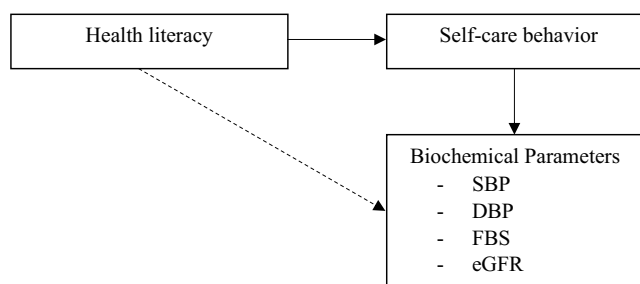 Health literacy
Self-care behavior
Biochemical Parameters
- SBP
- DBP
- FBS
- eGFR